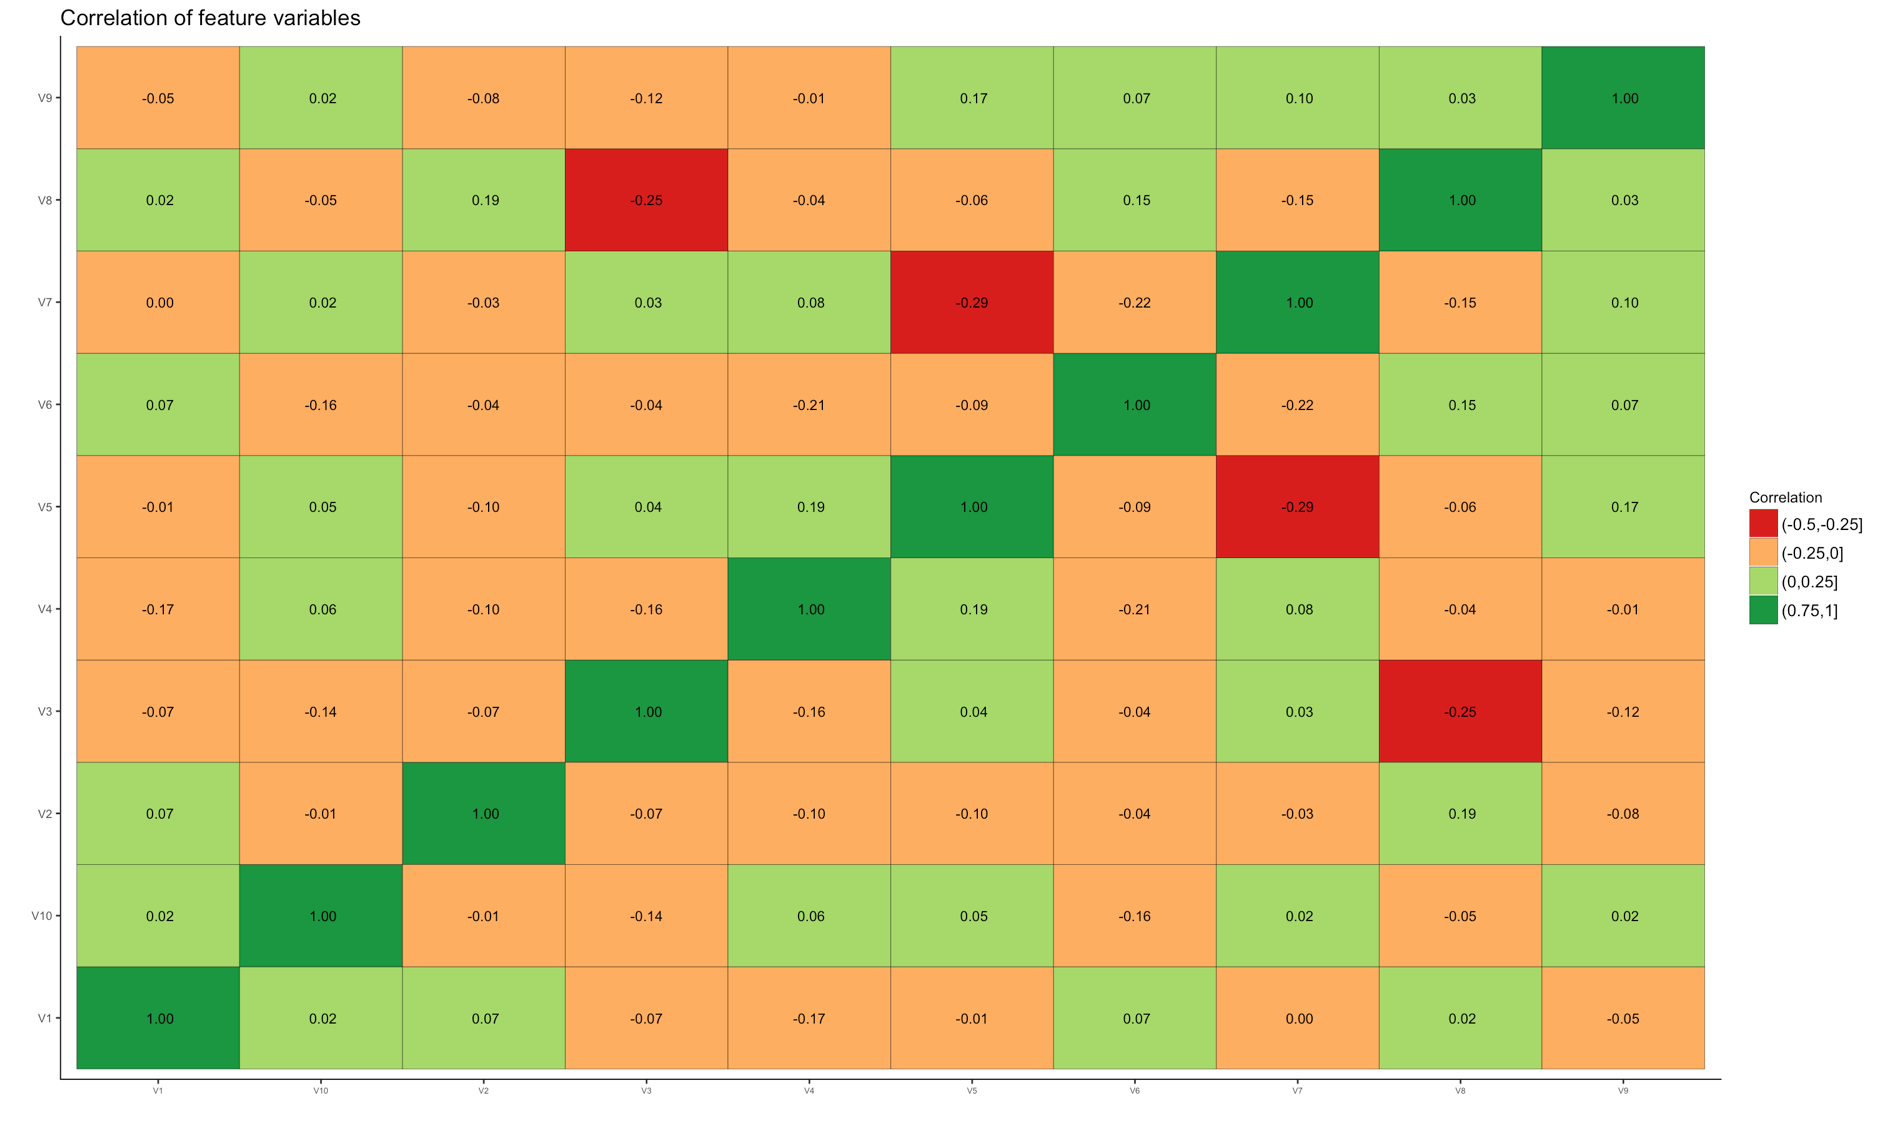 Correlation of feature variables
V9 -0.05 0.02 -0.08 -0.12 -0.01 0.17 0.07 0.10 0.03 1.00
V8 0.02 -0.05 0.19 -0.25 -0.04 -0.06 0.15 -0.15 1.00 0.03
V7 0.00 0.02 -0.03 0.03 0.08 -0.29 -0.22 1.00 -0.15 0.10
V6 0.07 -0.16 -0.04 -0.04 -0.21 -0.09 1.00 -0.22 0.15 0.07
V5 -0.01 0.05 -0.10 0.04 0.19 1.00 -0.09 -0.29 -0.06 0.17
V4 -0.17 0.06 -0.10 -0.16 1.00 0.19 -0.21 0.08 -0.04 -0.01
V3 -0.07 -0.14 -0.07 1.00 -0.16 0.04 -0.04 0.03 -0.25 -0.12
V2 0.07 -0.01 1.00 -0.07 -0.10 -0.10 -0.04 -0.03 0.19 -0.08
V10 0.02 1.00 -0.01 -0.14 0.06 0.05 -0.16 0.02 -0.05 0.02
V1 1.00 0.02 0.07 -0.07 -0.17 -0.01 0.07 0.00 0.02 -0.05
V1 V10 V2 V3 V4 V5 V6 V7 V8 V9
Correlation
(-0.5,-0.25]
(-0.25,0]
(0,0.25]
(0.75,1]